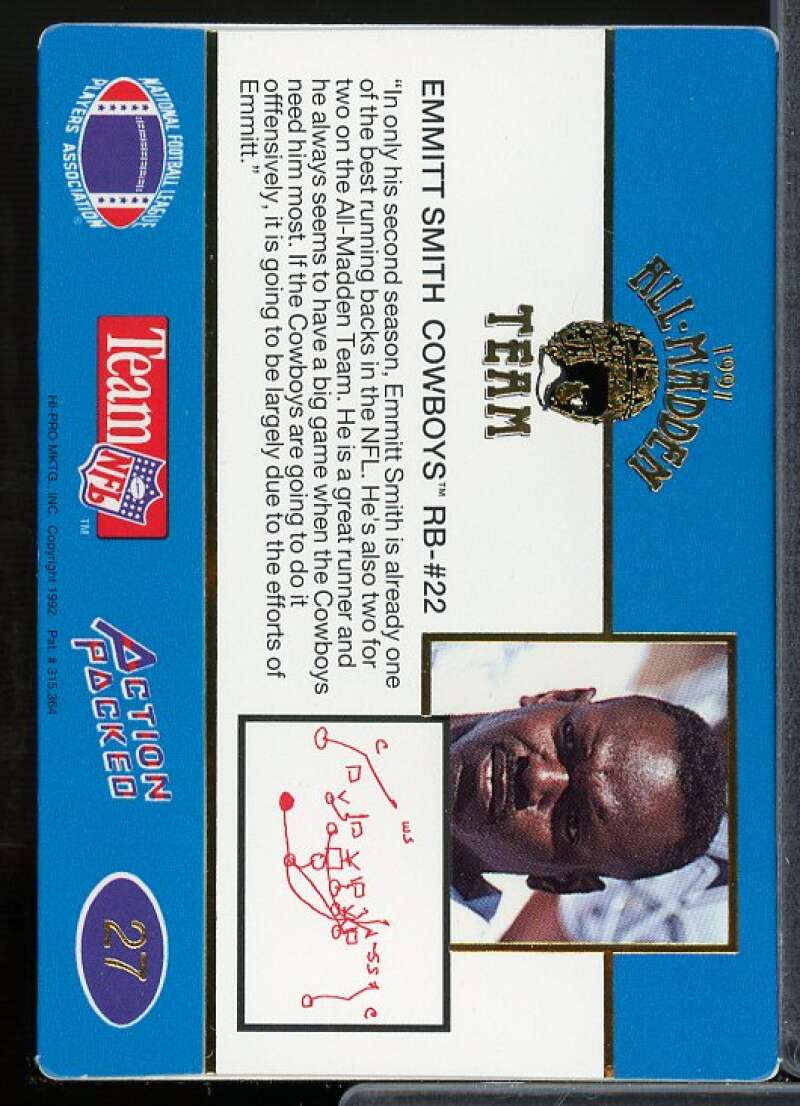 1991
ALL-MADDEN
TEAM
EMMITT SMITH COWBOYS™ RB-#22
“In only his second season, Emmitt Smith is already one
of the best running backs in the NFL. He's also two for
two on the All-Madden Team. He is a great runner and
he always seems to have a big game when the Cowboys
need him most. If the Cowboys are going to do it
offfensively, it is going to be largely due to the efforts of
Emmitt.”
C
WS
SS
C
NATIONAL FOOTBALL LEAGUE
PLAYERS ASSOCIATION
Team NFL™
ACTION
PACKED
27
HI-PRO MKTG., INC. Copyright 1992 Pat. # 315,364